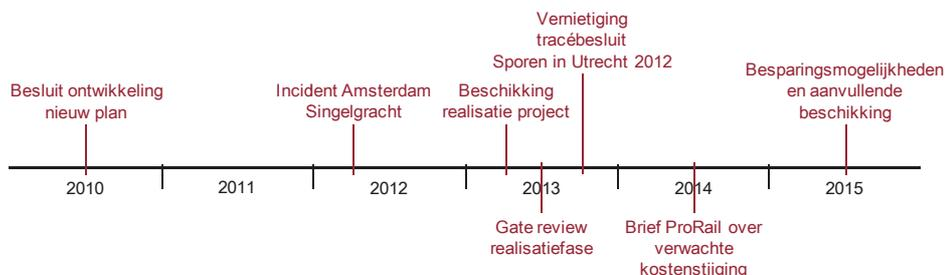 Vernietiging
tracébesluit
Sporen in Utrecht 2012
Besluit ontwikkeling
nieuw plan
Incident Amsterdam
Singelgracht
Beschikking
realisatie project
Besparingsmogelijkheden
en aanvullende
beschikking
2010
2011
2012
2013
2014
2015
Gate review
realisatiefase
Brief ProRail over
verwachte
kostenstijging